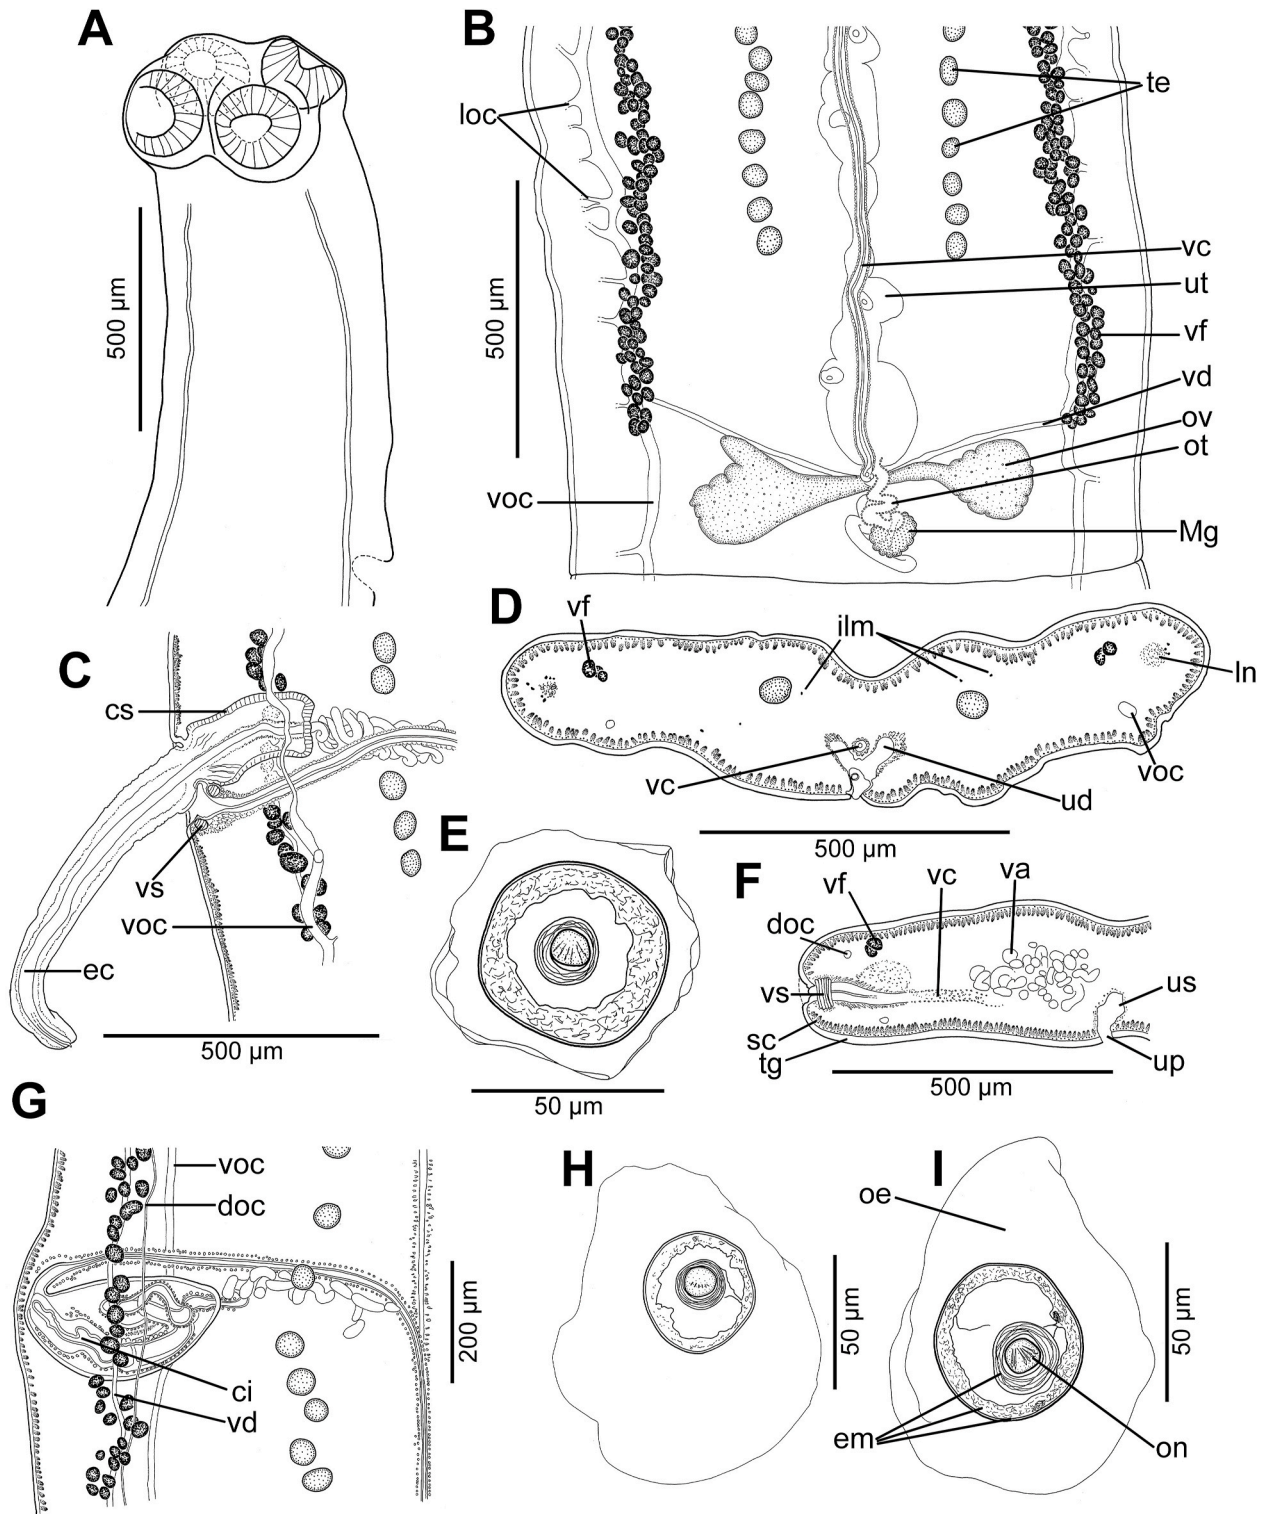 A
500 µm
B
loc
te
vc
ut
vf
vd
ov
ot
Mg
voc
500 µm
C
cs
vs
voc
ec
500 µm
D
vf
ilm
ln
voc
vc
ud
500 µm
E
50 µm
F
vf
vc
va
doc
vs
us
sc
tg
up
500 µm
G
voc
doc
ci
vd
200 µm
H
50 µm
I
oe
em
on
50 µm